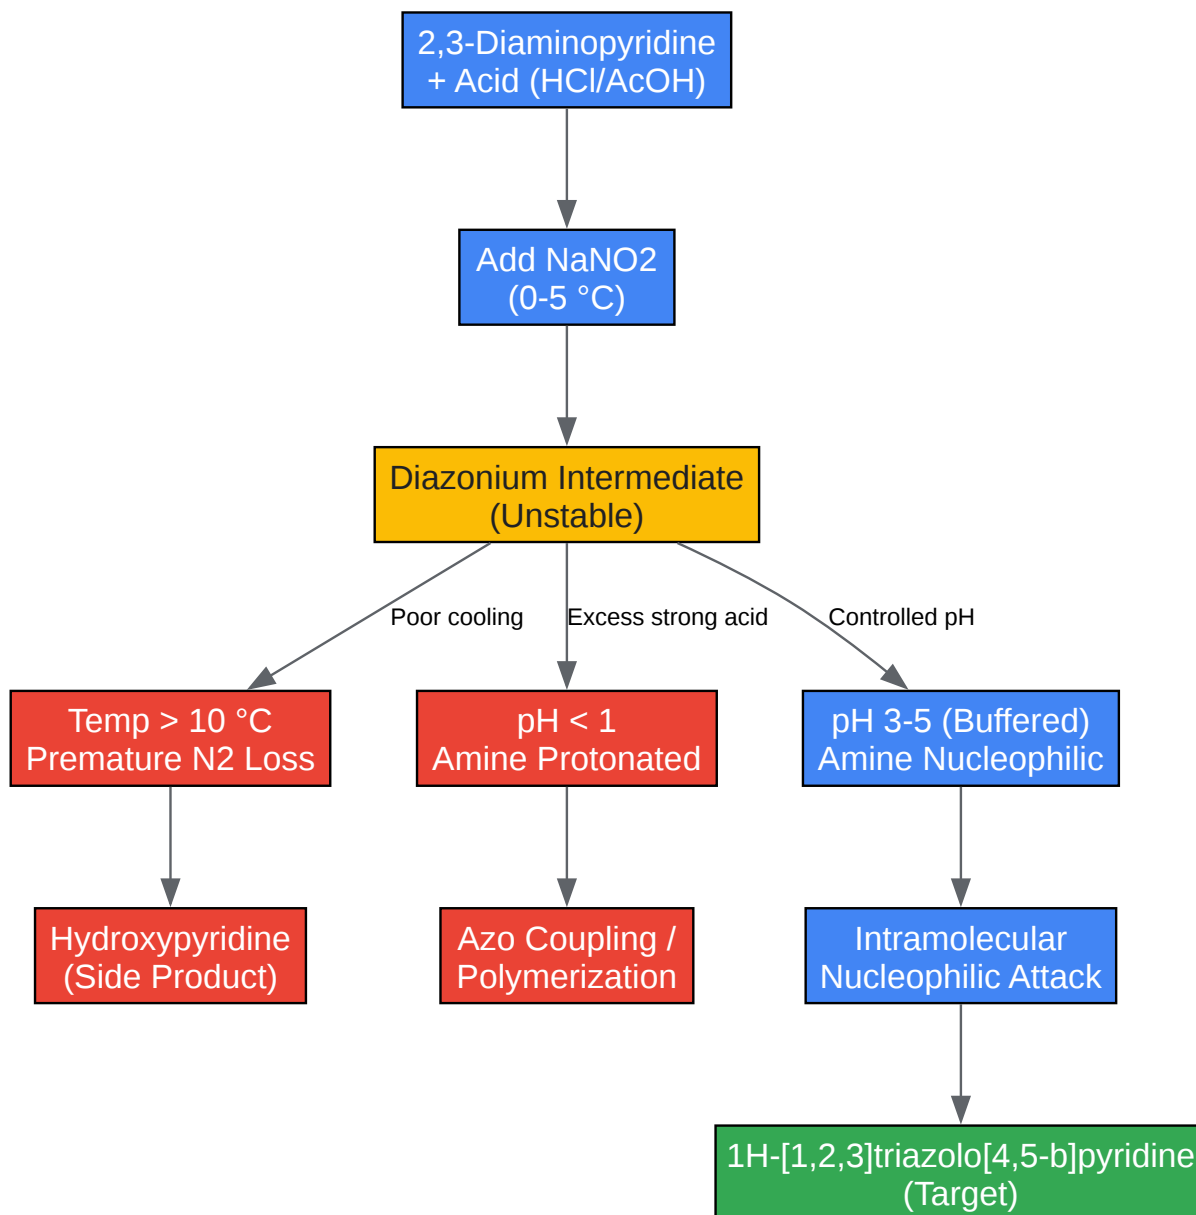 2,3-Diaminopyridine
+ Acid (HCl/AcOH)
Add NaNO2
(0-5 °C)
Diazonium Intermediate
(Unstable)
Poor cooling
Excess strong acid
Controlled pH
Temp > 10 °C
Premature N2 Loss
pH < 1
Amine Protonated
pH 3-5 (Buffered)
Amine Nucleophilic
Hydroxypyridine
(Side Product)
Azo Coupling /
Polymerization
Intramolecular
Nucleophilic Attack
1H-[1,2,3]triazolo[4,5-b]pyridine
(Target)